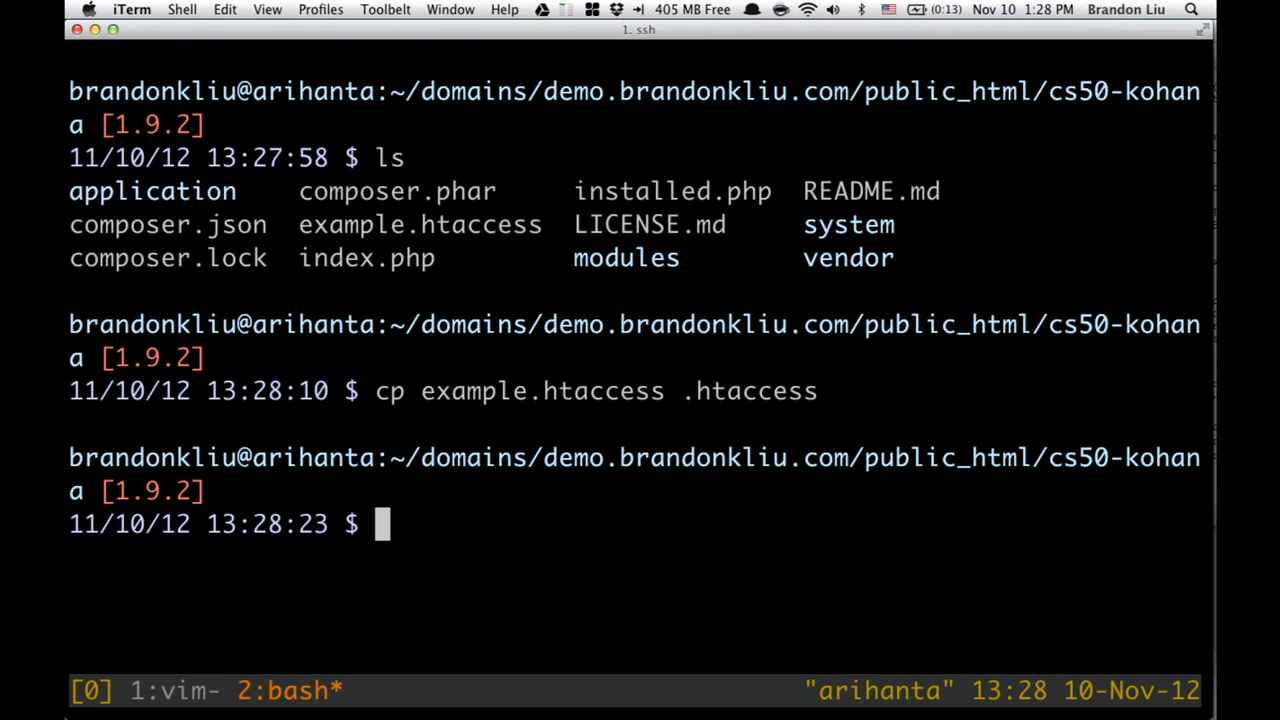 iTerm Shell Edit View Profiles Toolbelt Window Help 405 MB Free (0:13) Nov 10 1:28 PM Brandon Liu
1. ssh
brandonkliu@arihanta:~/domains/demo.brandonkliu.com/public_html/cs50-kohan
a [1.9.2]
11/10/12 13:27:58 $ ls
application composer.phar installed.php README.md
composer.json example.htaccess LICENSE.md system
composer.lock index.php modules vendor
brandonkliu@arihanta:~/domains/demo.brandonkliu.com/public_html/cs50-kohan
a [1.9.2]
11/10/12 13:28:10 $ cp example.htaccess .htaccess
brandonkliu@arihanta:~/domains/demo.brandonkliu.com/public_html/cs50-kohan
a [1.9.2]
11/10/12 13:28:23 $
[0] 1:vim- 2:bash* "arihanta" 13:28 10-Nov-12